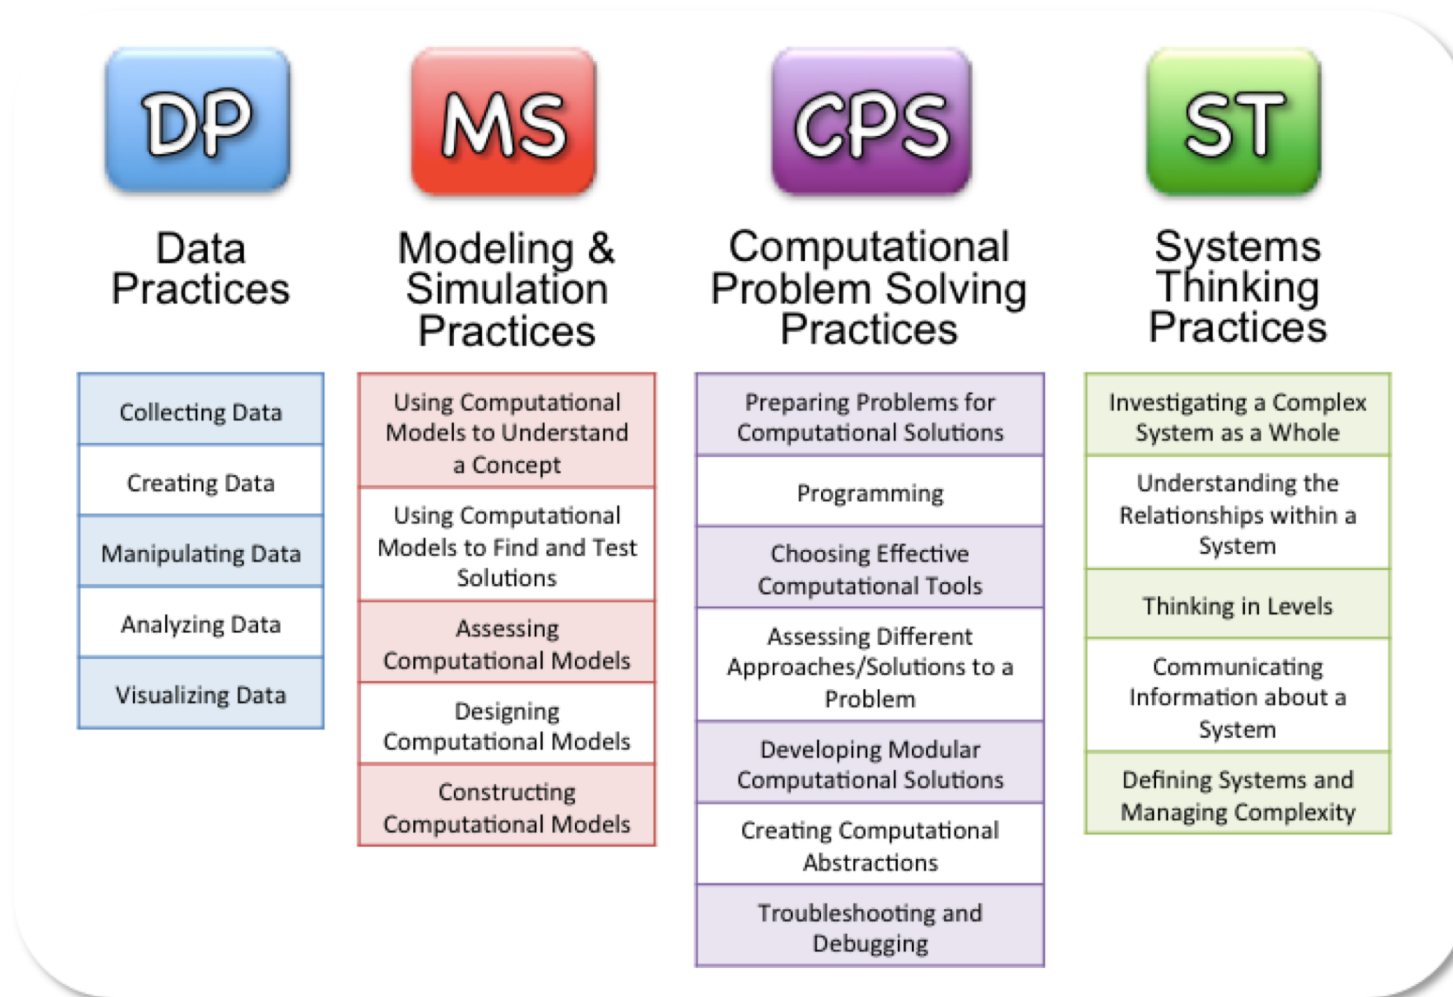 DP
Data
Practices
Collecting Data
Creating Data
Manipulating Data
Analyzing Data
Visualizing Data
MS
Modeling &
Simulation
Practices
Using Computational
Models to Understand
a Concept
Using Computational
Models to Find and Test
Solutions
Assessing
Computational Models
Designing
Computational Models
Constructing
Computational Models
CPS
Computational
Problem Solving
Practices
Preparing Problems for
Computational Solutions
Programming
Choosing Effective
Computational Tools
Assessing Different
Approaches/Solutions to a
Problem
Developing Modular
Computational Solutions
Creating Computational
Abstractions
Troubleshooting and
Debugging
ST
Systems
Thinking
Practices
Investigating a Complex
System as a Whole
Understanding the
Relationships within a
System
Thinking in Levels
Communicating
Information about a
System
Defining Systems and
Managing Complexity